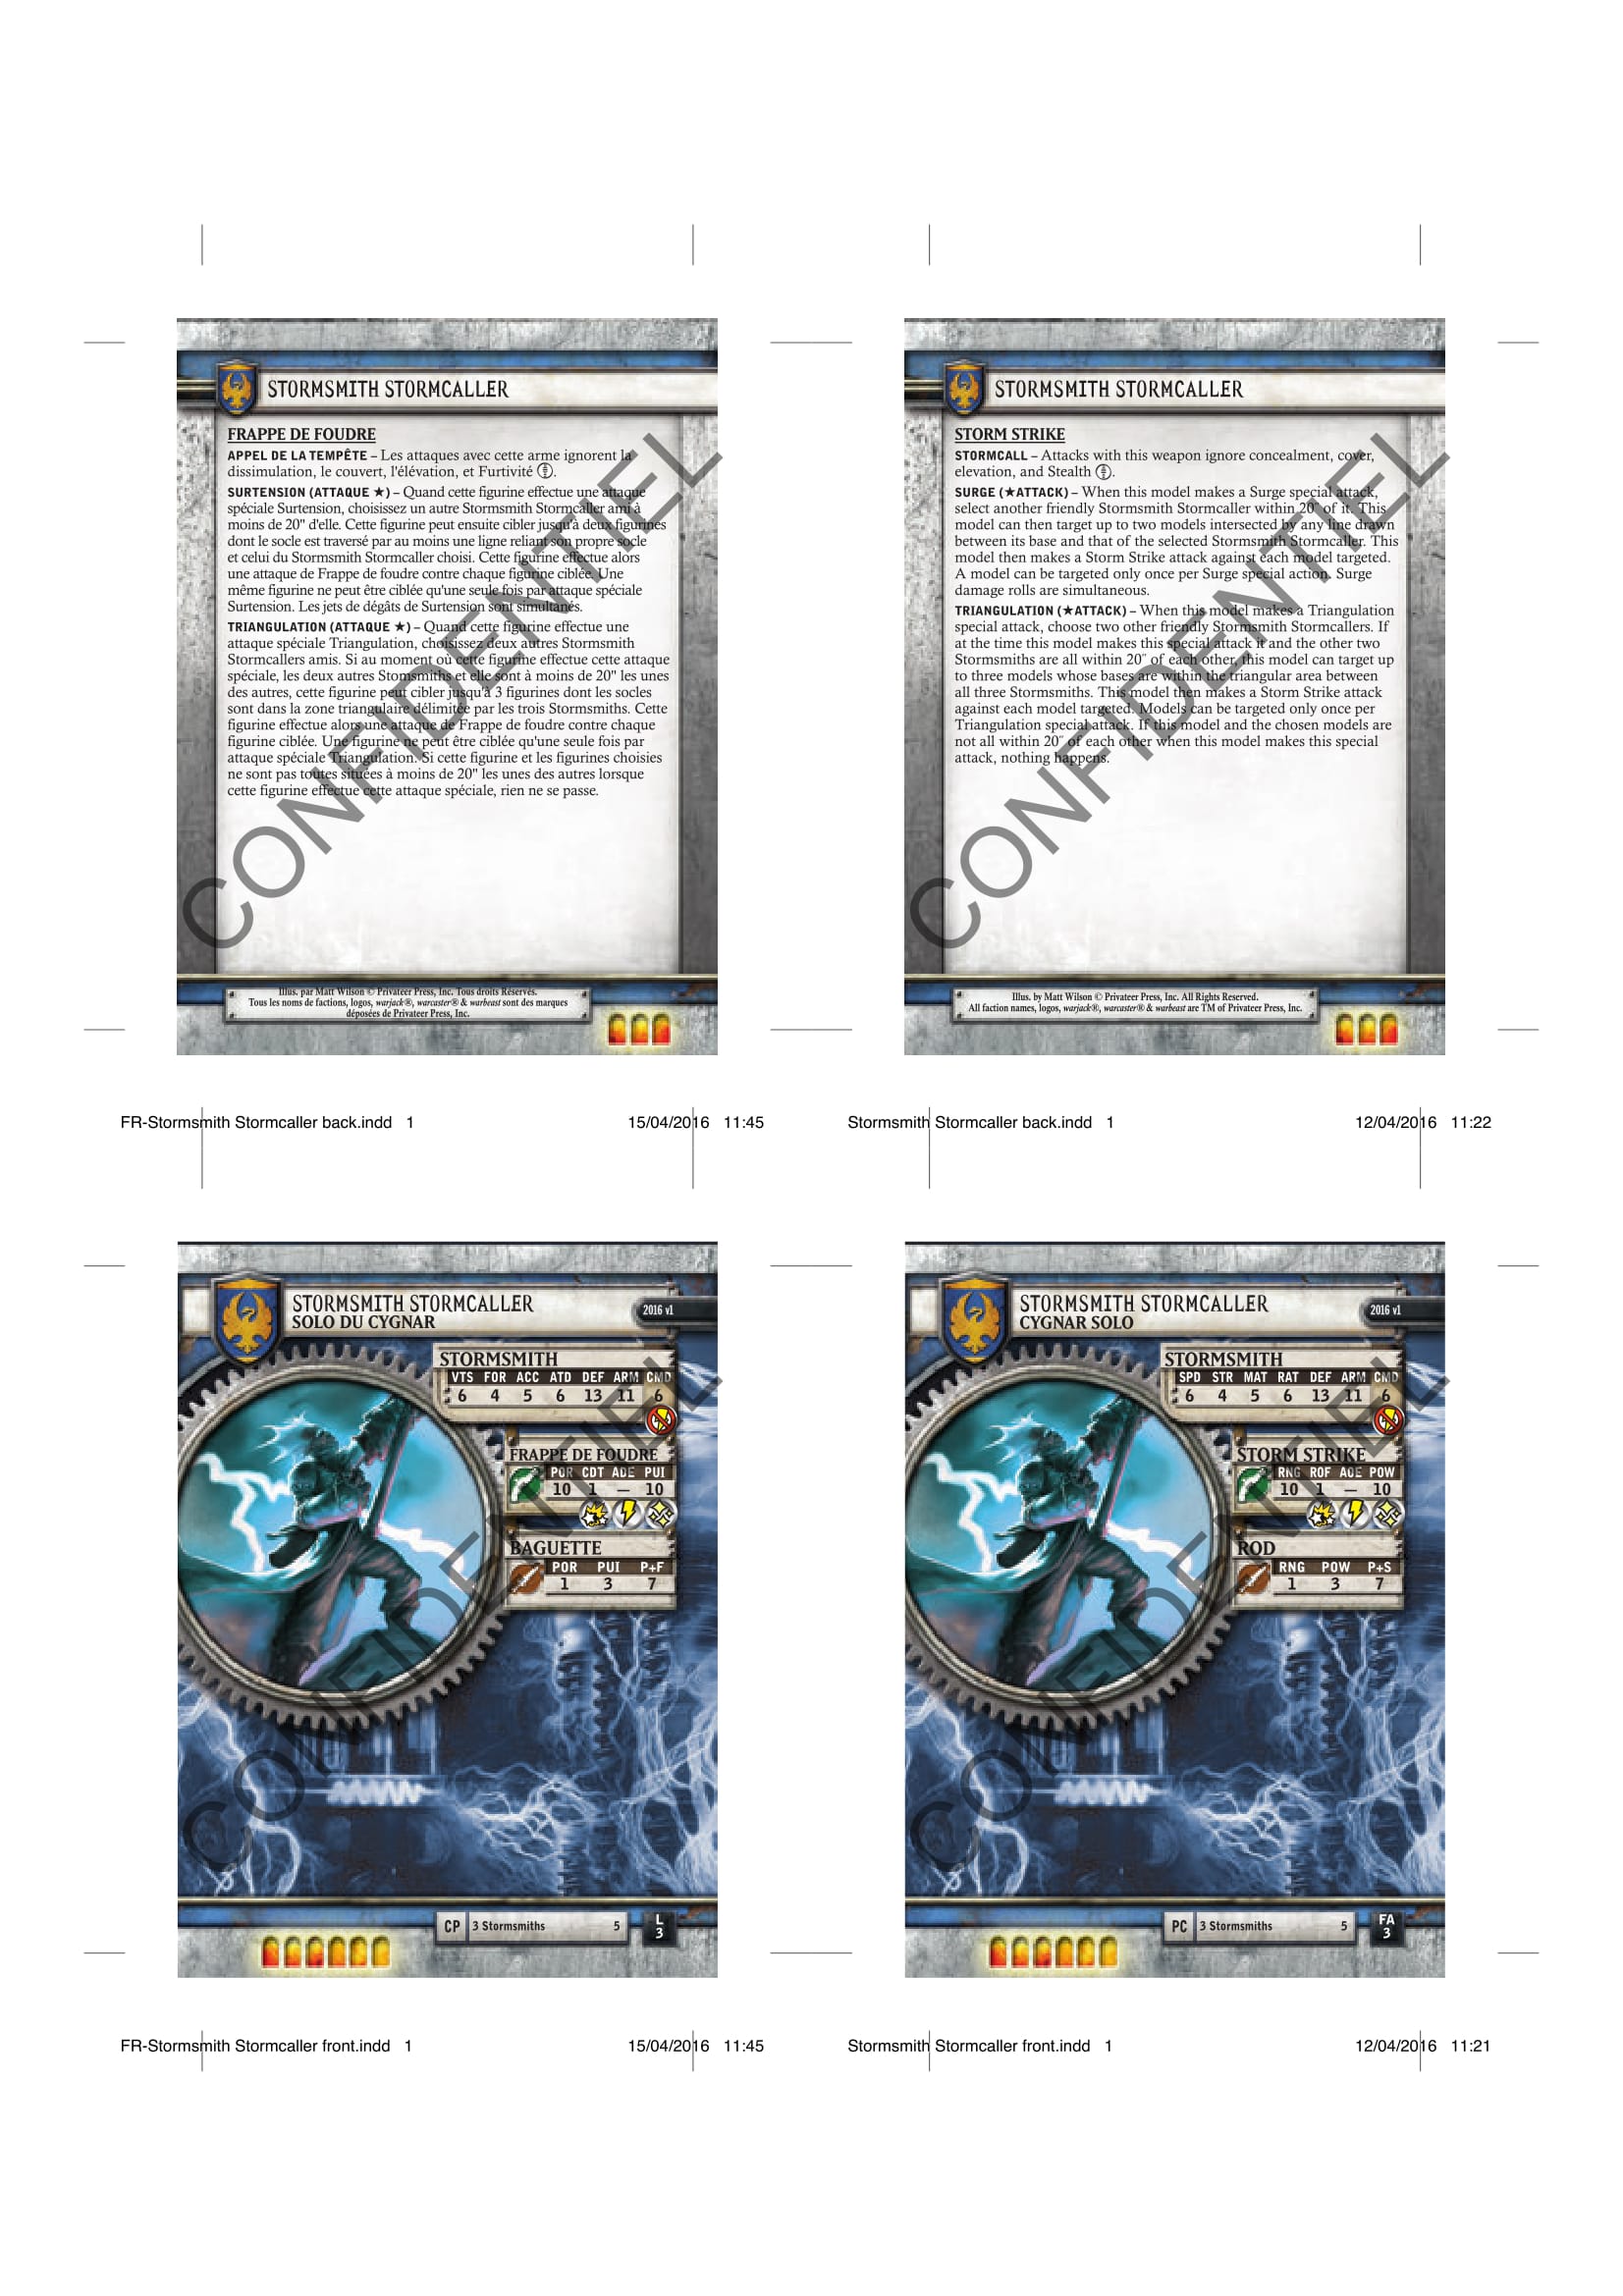 STORMSMITH STORMCALLER
FRAPPE DE FOUDRE
APPEL DE LA TEMPÊTE – Les attaques avec cette arme ignorent la
dissimulation, le couvert, l'élévation, et Furtivité.
SURTENSION (ATTAQUE ★) – Quand cette figurine effectue une attaque
spéciale Surtension, choisissez un autre Stormsmith Stormcaller ami à
moins de 20" d'elle. Cette figurine peut ensuite cibler jusqu'à deux figurines
dont le socle est traversé par au moins une ligne reliant son propre socle
et celui du Stormsmith Stormcaller choisi. Cette figurine effectue alors
une attaque de Frappe de foudre contre chaque figurine ciblée. Une
même figurine ne peut être ciblée qu'une seule fois par attaque spéciale
Surtension. Les jets de dégâts de Surtension sont simultanés.
TRIANGULATION (ATTAQUE ★) – Quand cette figurine effectue une
attaque spéciale Triangulation, choisissez deux autres Stormsmith
Stormcallers amis. Si au moment où cette figurine effectue cette attaque
spéciale, les deux autres Stomsmiths et elle sont à moins de 20" les unes
des autres, cette figurine peut cibler jusqu'à 3 figurines dont les socles
sont dans la zone triangulaire délimitée par les trois Stormsmiths. Cette
figurine effectue alors une attaque de Frappe de foudre contre chaque
figurine ciblée. Une figurine ne peut être ciblée qu'une seule fois par
attaque spéciale Triangulation. Si cette figurine et les figurines choisies
ne sont pas toutes situées à moins de 20" les unes des autres lorsque
cette figurine effectue cette attaque spéciale, rien ne se passe.
CONFIDENTIEL
Illus. par Matt Wilson © Privateer Press, Inc. Tous droits Réservés.
Tous les noms de factions, logos, warjack®, warcaster® & warbeast sont des marques
déposées de Privateer Press, Inc.
FR-Stormsmith Stormcaller back.indd 1 15/04/2016 11:45
STORMSMITH STORMCALLER
STORM STRIKE
STORMCALL – Attacks with this weapon ignore concealment, cover,
elevation, and Stealth.
SURGE (★ATTACK) – When this model makes a Surge special attack,
select another friendly Stormsmith Stormcaller within 20˝ of it. This
model can then target up to two models intersected by any line drawn
between its base and that of the selected Stormsmith Stormcaller. This
model then makes a Storm Strike attack against each model targeted.
A model can be targeted only once per Surge special action. Surge
damage rolls are simultaneous.
TRIANGULATION (★ATTACK) – When this model makes a Triangulation
special attack, choose two other friendly Stormsmith Stormcallers. If
at the time this model makes this special attack it and the other two
Stormsmiths are all within 20˝ of each other, this model can target up
to three models whose bases are within the triangular area between
all three Stormsmiths. This model then makes a Storm Strike attack
against each model targeted. Models can be targeted only once per
Triangulation special attack. If this model and the chosen models are
not all within 20˝ of each other when this model makes this special
attack, nothing happens.
CONFIDENTIEL
Illus. by Matt Wilson © Privateer Press, Inc. All Rights Reserved.
All faction names, logos, warjack®, warcaster® & warbeast are TM of Privateer Press, Inc.
Stormsmith Stormcaller back.indd 1 12/04/2016 11:22
STORMSMITH STORMCALLER
SOLO DU CYGNAR
2016 v1
STORMSMITH
VTS FOR ACC ATD DEF ARM CMD
6 4 5 6 13 11 6
FRAPPE DE FOUDRE
POR CDT ADE PUI
10 1 — 10
BAGUETTE
POR PUI P+F
1 3 7
CONFIDENTIEL
CP 3 Stormsmiths 5
L
3
FR-Stormsmith Stormcaller front.indd 1 15/04/2016 11:45
STORMSMITH STORMCALLER
CYGNAR SOLO
2016 v1
STORMSMITH
SPD STR MAT RAT DEF ARM CMD
6 4 5 6 13 11 6
STORM STRIKE
RNG ROF AOE POW
10 1 — 10
ROD
RNG POW P+S
1 3 7
CONFIDENTIEL
PC 3 Stormsmiths 5
FA
3
Stormsmith Stormcaller front.indd 1 12/04/2016 11:21